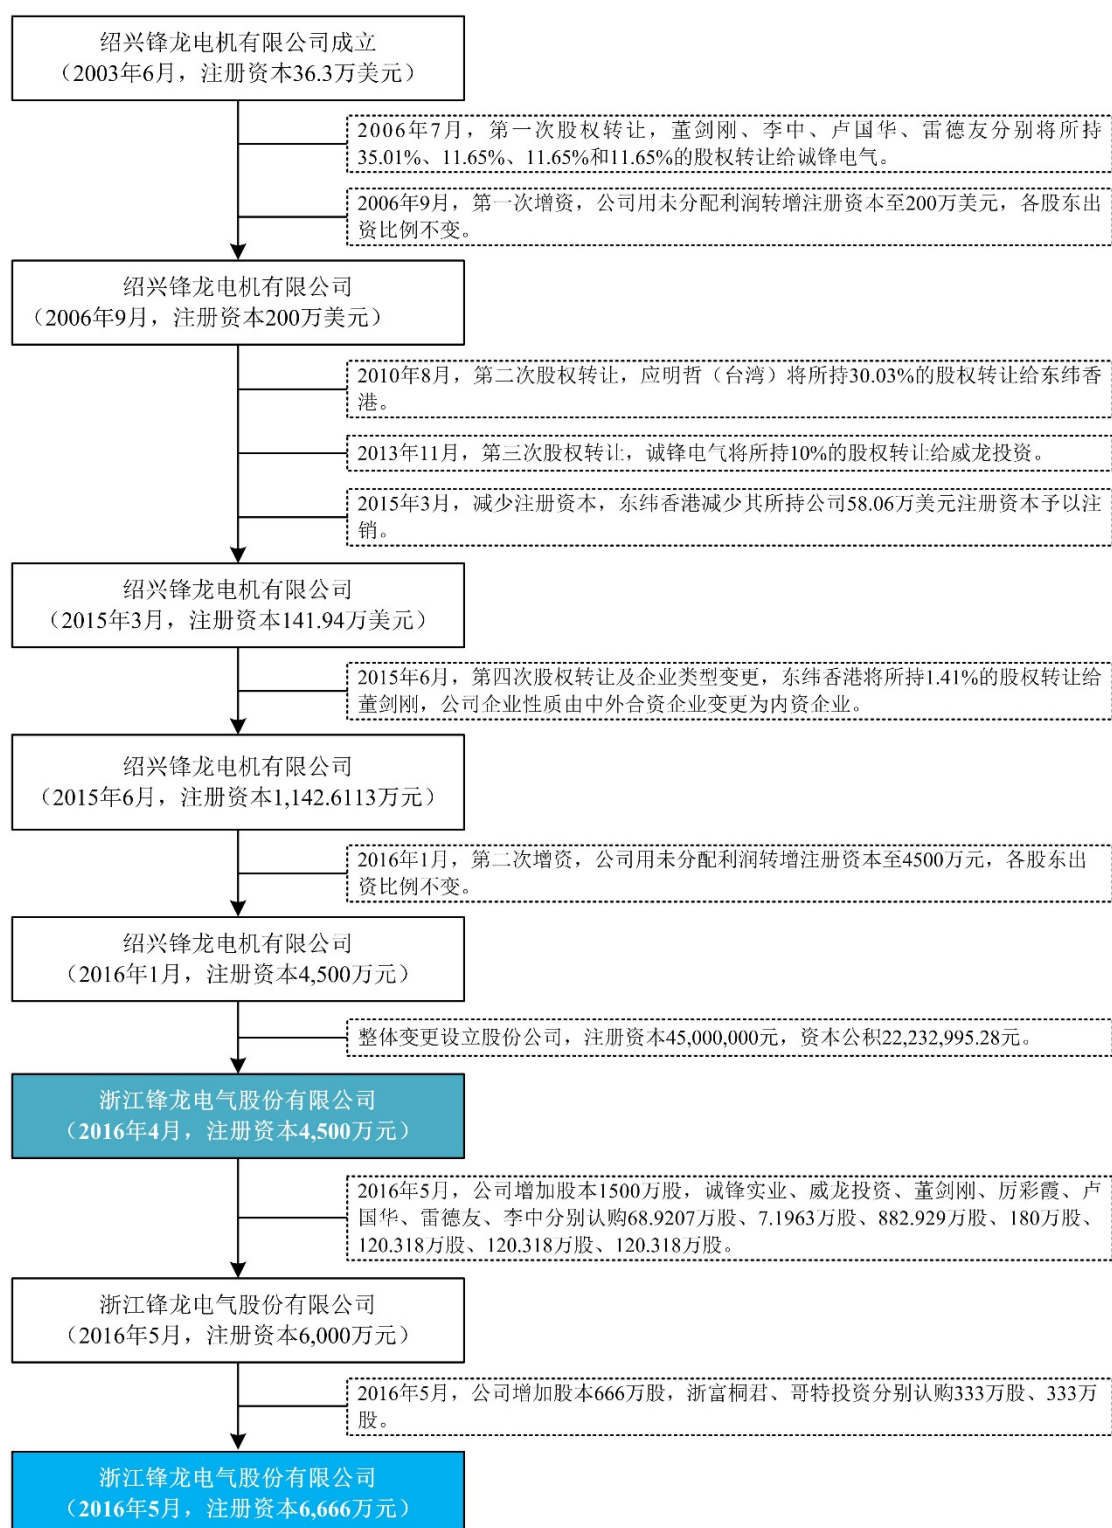 绍兴锋龙电机有限公司成立
（2003年6月，注册资本36.3万美元）
2006年7月，第一次股权转让，董剑刚、李中、卢国华、雷德友分别将所持
35.01%、11.65%、11.65%和11.65%的股权转让给诚锋电气。
2006年9月，第一次增资，公司用未分配利润转增注册资本至200万美元，各股东出
资比例不变。
绍兴锋龙电机有限公司
（2006年9月，注册资本200万美元）
2010年8月，第二次股权转让，应明哲（台湾）将所持30.03%的股权转让给东纬香
港。
2013年11月，第三次股权转让，诚锋电气将所持10%的股权转让给威龙投资。
2015年3月，减少注册资本，东纬香港减少其所持公司58.06万美元注册资本予以注
销。
绍兴锋龙电机有限公司
（2015年3月，注册资本141.94万美元）
2015年6月，第四次股权转让及企业类型变更，东纬香港将所持1.41%的股权转让给
董剑刚，公司企业性质由中外合资企业变更为内资企业。
绍兴锋龙电机有限公司
（2015年6月，注册资本1,142.6113万元）
2016年1月，第二次增资，公司用未分配利润转增注册资本至4500万元，各股东出
资比例不变。
绍兴锋龙电机有限公司
（2016年1月，注册资本4,500万元）
整体变更设立股份公司，注册资本45,000,000元，资本公积22,232,995.28元。
浙江锋龙电气股份有限公司
（2016年4月，注册资本4,500万元）
2016年5月，公司增加股本1500万股，诚锋实业、威龙投资、董剑刚、厉彩霞、卢
国华、雷德友、李中分别认购68.9207万股、7.1963万股、882.929万股、180万股、
120.318万股、120.318万股、120.318万股。
浙江锋龙电气股份有限公司
（2016年5月，注册资本6,000万元）
2016年5月，公司增加股本666万股，浙富桐君、哥特投资分别认购333万股、333万
股。
浙江锋龙电气股份有限公司
（2016年5月，注册资本6,666万元）